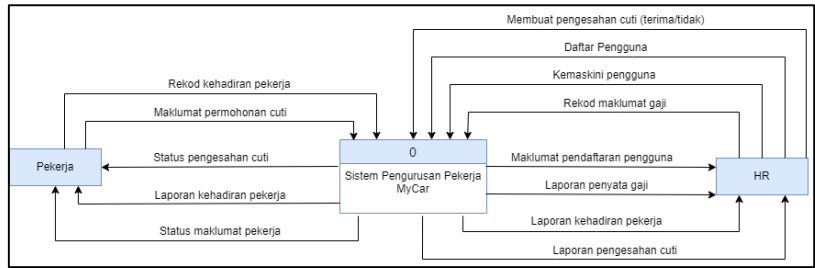 Membuat pengesahan cuti (terima/tidak)
Daftar Pengguna
Kemaskini pengguna
Rekod maklumat gaji
Rekod kehadiran pekerja
Maklumat permohonan cuti
Status pengesahan cuti
Laporan kehadiran pekerja
Status maklumat pekerja
Pekerja
0
Sistem Pengurusan Pekerja
MyCar
Maklumat pendaftaran pengguna
Laporan penyata gaji
Laporan kehadiran pekerja
Laporan pengesahan cuti
HR